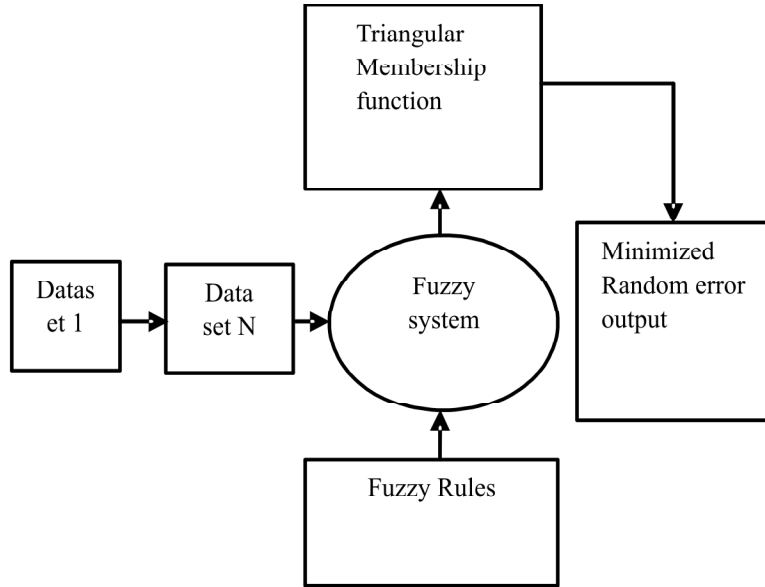 Triangular
Membership
function
Datas
et 1
Data
set N
Fuzzy
system
Minimized
Random error
output
Fuzzy Rules